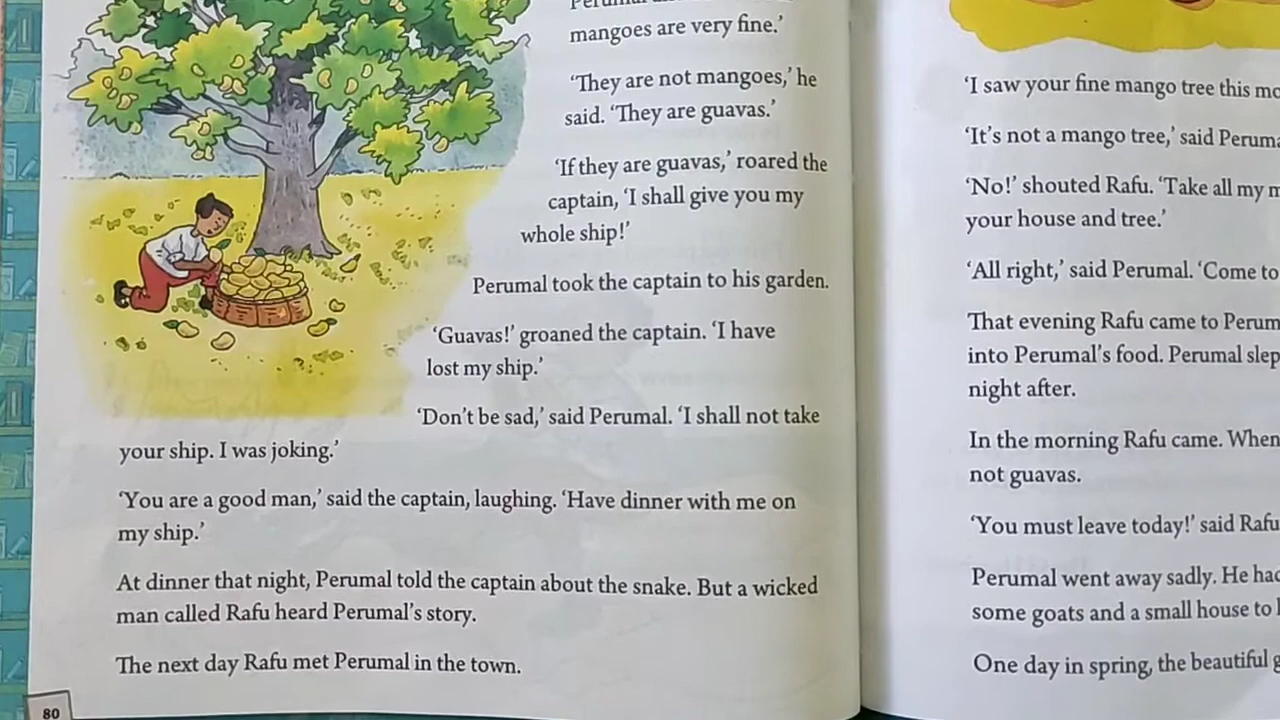 mangoes are very fine.’
‘They are not mangoes,’ he
said. ‘They are guavas.’
‘If they are guavas,’ roared the
captain, ‘I shall give you my
whole ship!’
Perumal took the captain to his garden.
‘Guavas!’ groaned the captain. ‘I have
lost my ship.’
‘Don’t be sad,’ said Perumal. ‘I shall not take
your ship. I was joking.’
‘You are a good man,’ said the captain, laughing. ‘Have dinner with me on
my ship.’
At dinner that night, Perumal told the captain about the snake. But a wicked
man called Rafu heard Perumal’s story.
The next day Rafu met Perumal in the town.
80
‘I saw your fine mango tree this
‘It’s not a mango tree,’ said
‘No!’ shouted Rafu. ‘Take all my
your house and tree.’
‘All right,’ said Perumal. ‘Come to
That evening Rafu came to
into Perumal’s food. Perumal
night after.
In the morning Rafu came. When
not guavas.
‘You must leave today!’ said Rafu
Perumal went away sadly. He
some goats and a small house to
One day in spring, the beautiful